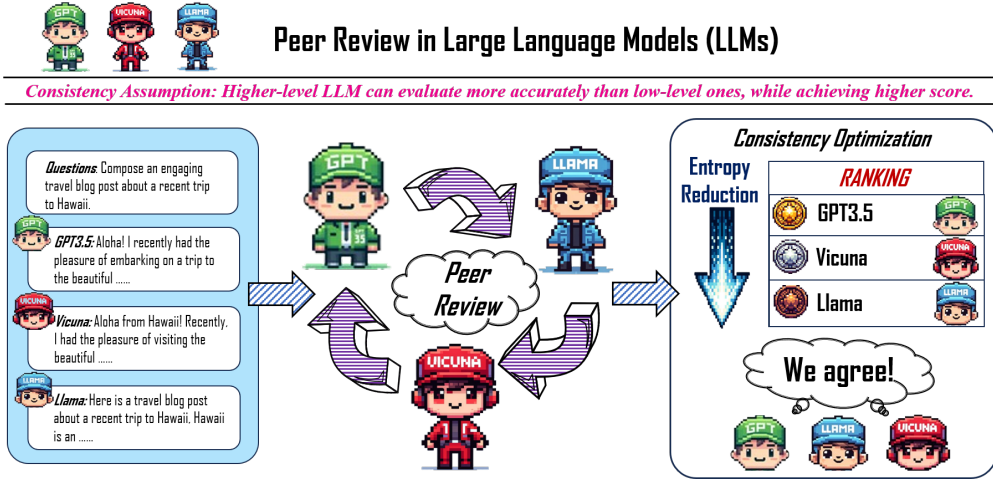 GPT
VICUNA
LLAMA
Peer Review in Large Language Models (LLMs)
Consistency Assumption: Higher-level LLM can evaluate more accurately than low-level ones, while achieving higher score.
Questions: Compose an engaging
travel blog post about a recent trip
to Hawaii.
GPT
GPT3.5: Aloha! I recently had the
pleasure of embarking on a trip to
the beautiful ......
VICUNA
Vicuna: Aloha from Hawaii! Recently,
I had the pleasure of visiting the
beautiful ......
LLAMA
Llama: Here is a travel blog post
about a recent trip to Hawaii. Hawaii
is an ......
GPT
35
LLAMA
Peer
Review
VICUNA
Consistency Optimization
Entropy
Reduction
RANKING
GPT3.5
GPT
Vicuna
VICUNA
Llama
LLAMA
We agree!
GPT
LLAMA
VICUNA